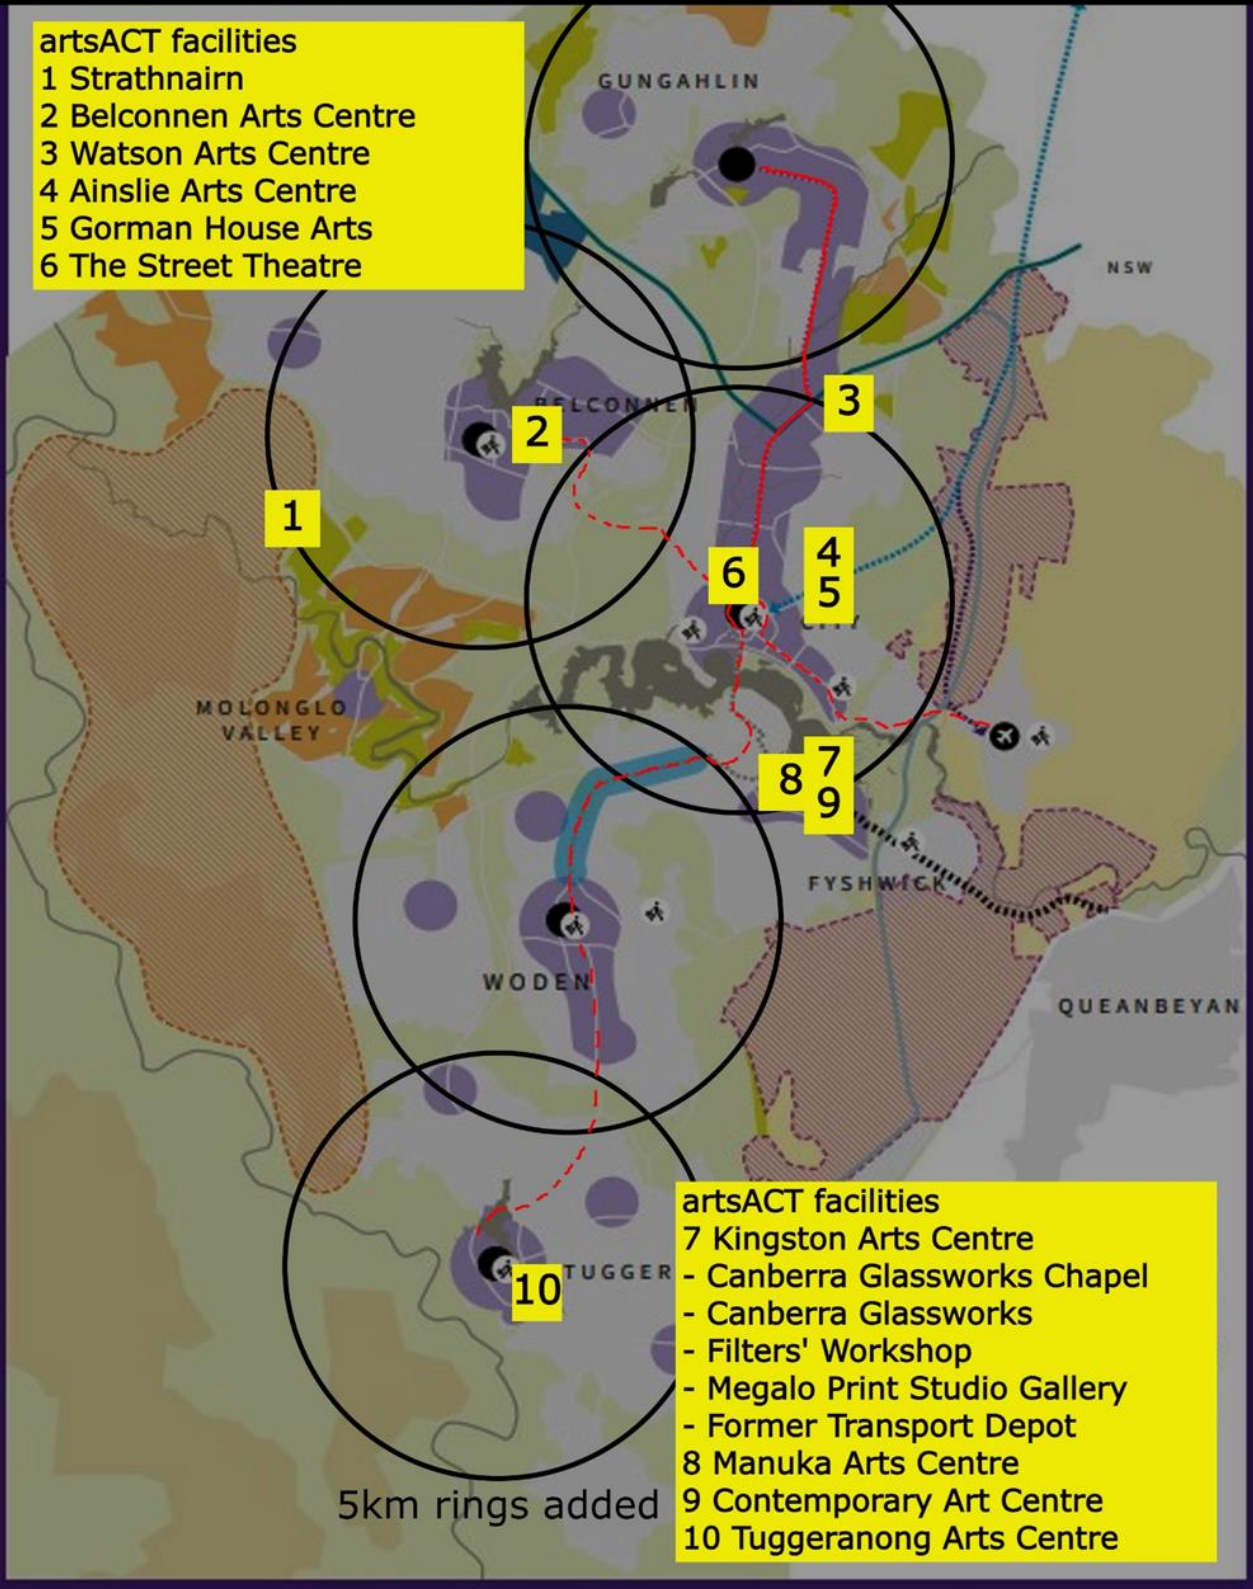 artsACT facilities
1 Strathnairn
2 Belconnen Arts Centre
3 Watson Arts Centre
4 Ainslie Arts Centre
5 Gorman House Arts
6 The Street Theatre
GUNGAHLIN
NSW
BELCONNEN
3
2
1
6
4
5
CITY
MOLONGLO
VALLEY
8
7
9
FYSHWICK
WODEN
QUEANBEYAN
TUGGER
10
artsACT facilities
7 Kingston Arts Centre
- Canberra Glassworks Chapel
- Canberra Glassworks
- Filters' Workshop
- Megalo Print Studio Gallery
- Former Transport Depot
8 Manuka Arts Centre
9 Contemporary Art Centre
10 Tuggeranong Arts Centre
5km rings added